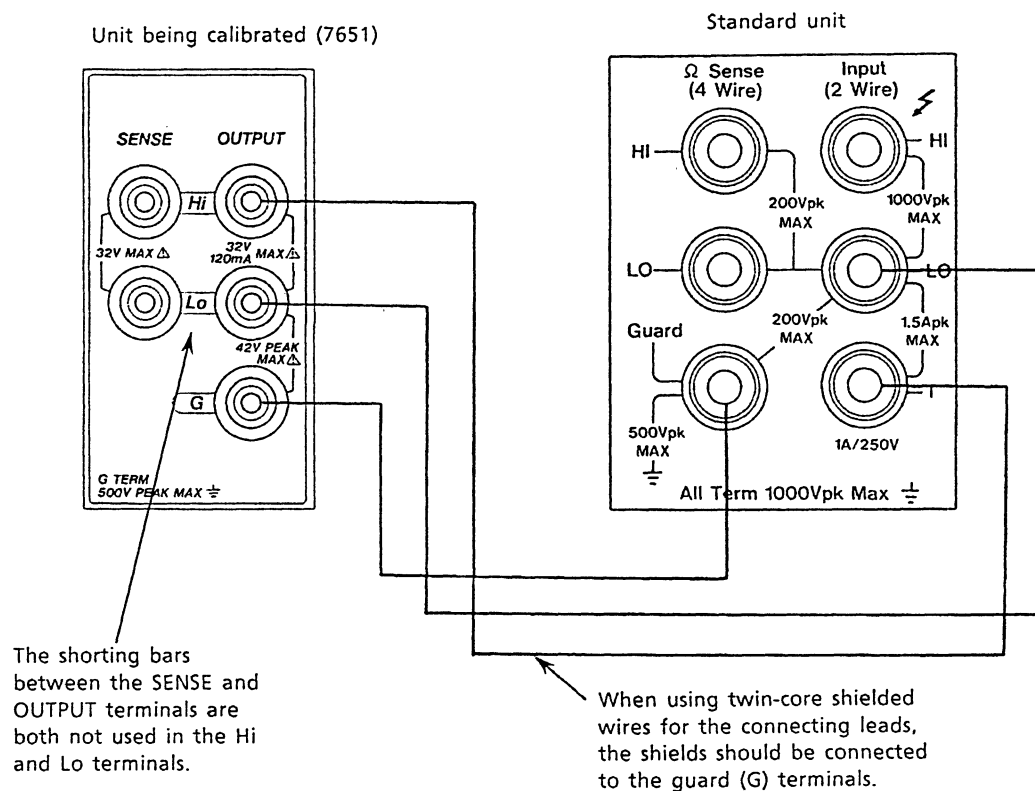 Unit being calibrated (7651)
Standard unit
SENSE OUTPUT
Hi
32V MAX ⚠
32V
120mA MAX ⚠
Lo
42V PEAK
MAX ⚠
G
G TERM
500V PEAK MAX ⏚
Ω Sense
(4 Wire)
Input
(2 Wire)
HI
HI
200Vpk
MAX
1000Vpk
MAX
LO
LO
Guard
200Vpk
MAX
1.5Apk
MAX
500Vpk
MAX
I
1A/250V
All Term 1000Vpk Max ⏚
The shorting bars
between the SENSE and
OUTPUT terminals are
both not used in the Hi
and Lo terminals.
When using twin-core shielded
wires for the connecting leads,
the shields should be connected
to the guard (G) terminals.